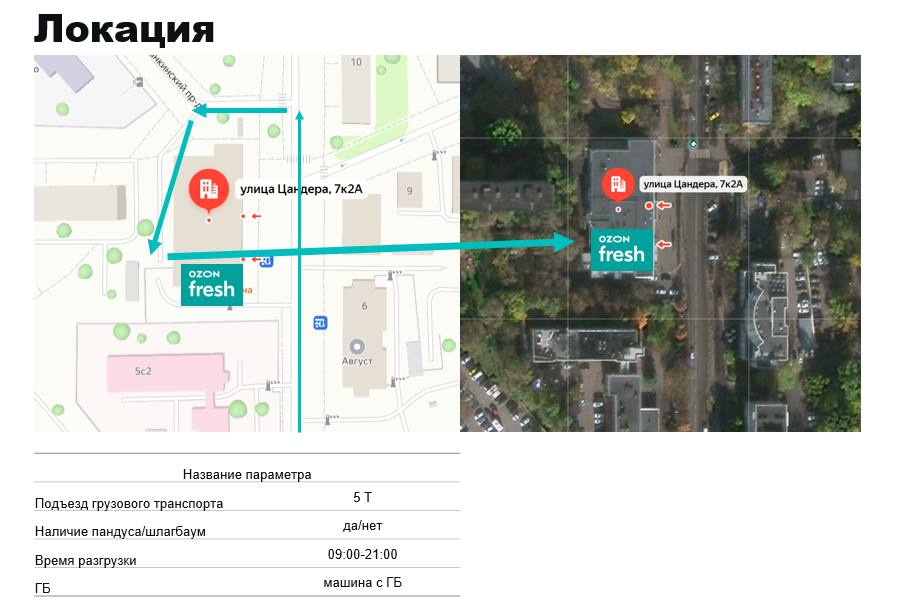 Локация
10
улица Цандера, 7к2А
9
OZON
fresh
6
Август
5с2
улица Цандера, 7к2А
OZON
fresh
Название параметра
Подъезд грузового транспорта 5 Т
Наличие пандуса/шлагбаум да/нет
Время разгрузки 09:00-21:00
ГБ машина с ГБ